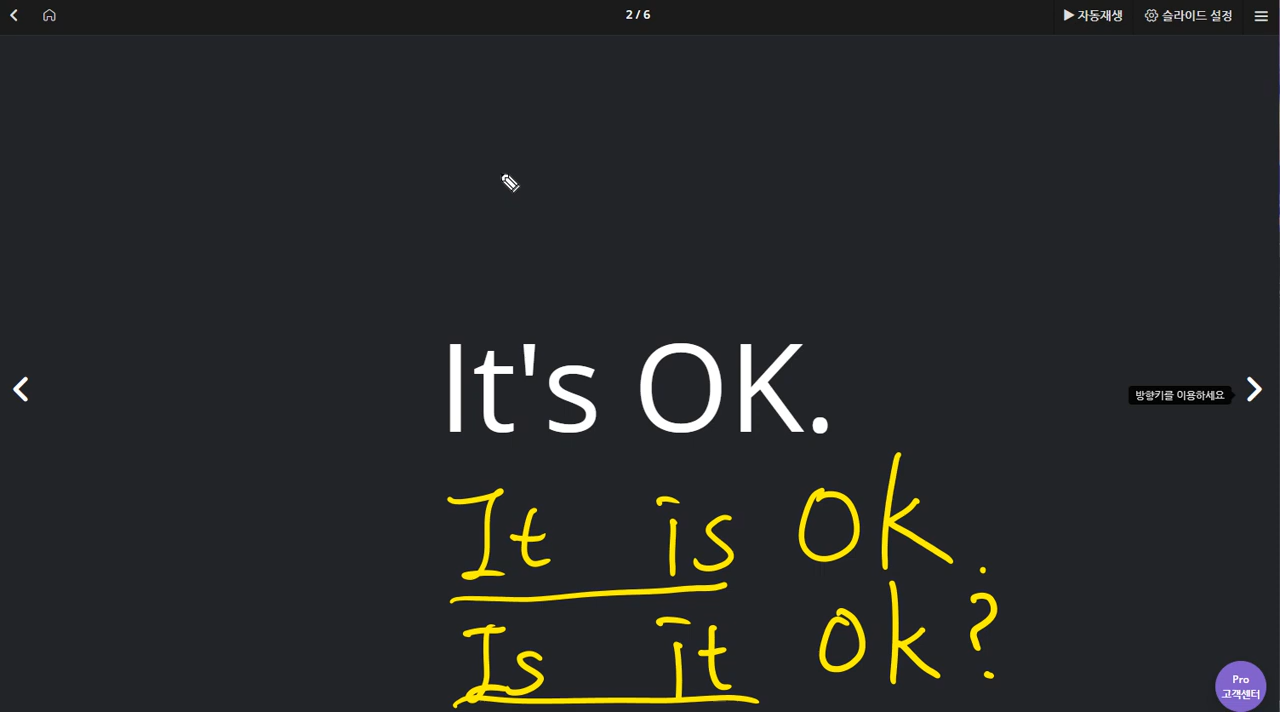 2 / 6
자동재생
슬라이드 설정
It's OK.
방향키를 이용하세요
It is OK.
Is it Ok?
Pro
고객센터